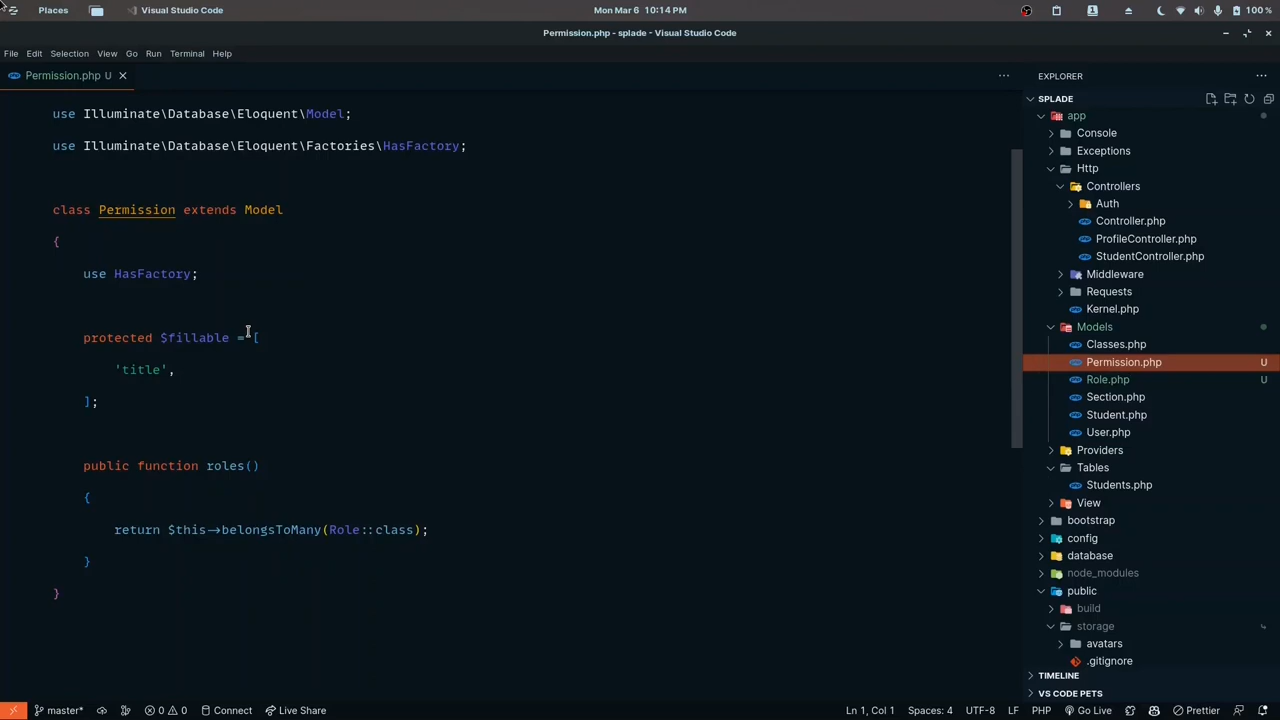 Places
Visual Studio Code
Mon Mar 6 10:14 PM
100 %
Permission.php - splade - Visual Studio Code
File Edit Selection View Go Run Terminal Help
Permission.php U
use Illuminate\Database\Eloquent\Model;
use Illuminate\Database\Eloquent\Factories\HasFactory;
class Permission extends Model
{
use HasFactory;
protected $fillable = [
'title',
];
public function roles()
{
return $this->belongsToMany(Role::class);
}
}
EXPLORER
SPLADE
app
Console
Exceptions
Http
Controllers
Auth
Controller.php
ProfileController.php
StudentController.php
Middleware
Requests
Kernel.php
Models
Classes.php
Permission.php U
Role.php U
Section.php
Student.php
User.php
Providers
Tables
Students.php
View
bootstrap
config
database
node_modules
public
build
storage
avatars
.gitignore
TIMELINE
VS CODE PETS
master* 0 0 Connect Live Share
Ln 1, Col 1 Spaces: 4 UTF-8 LF PHP Go Live Prettier